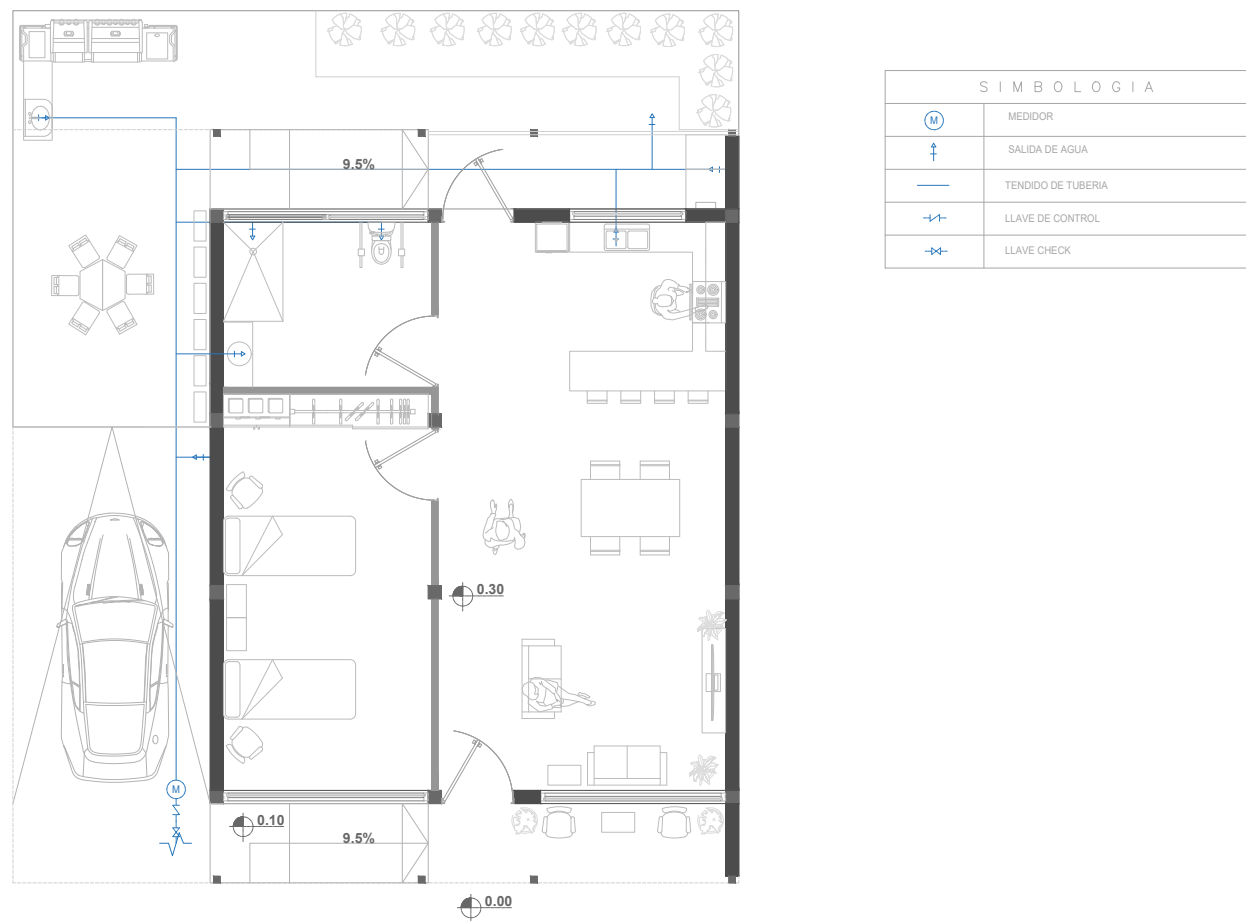 SIMBOLOGIA
M
MEDIDOR
SALIDA DE AGUA
TENDIDO DE TUBERIA
LLAVE DE CONTROL
LLAVE CHECK
9.5%
0.30
M
0.10
9.5%
0.00